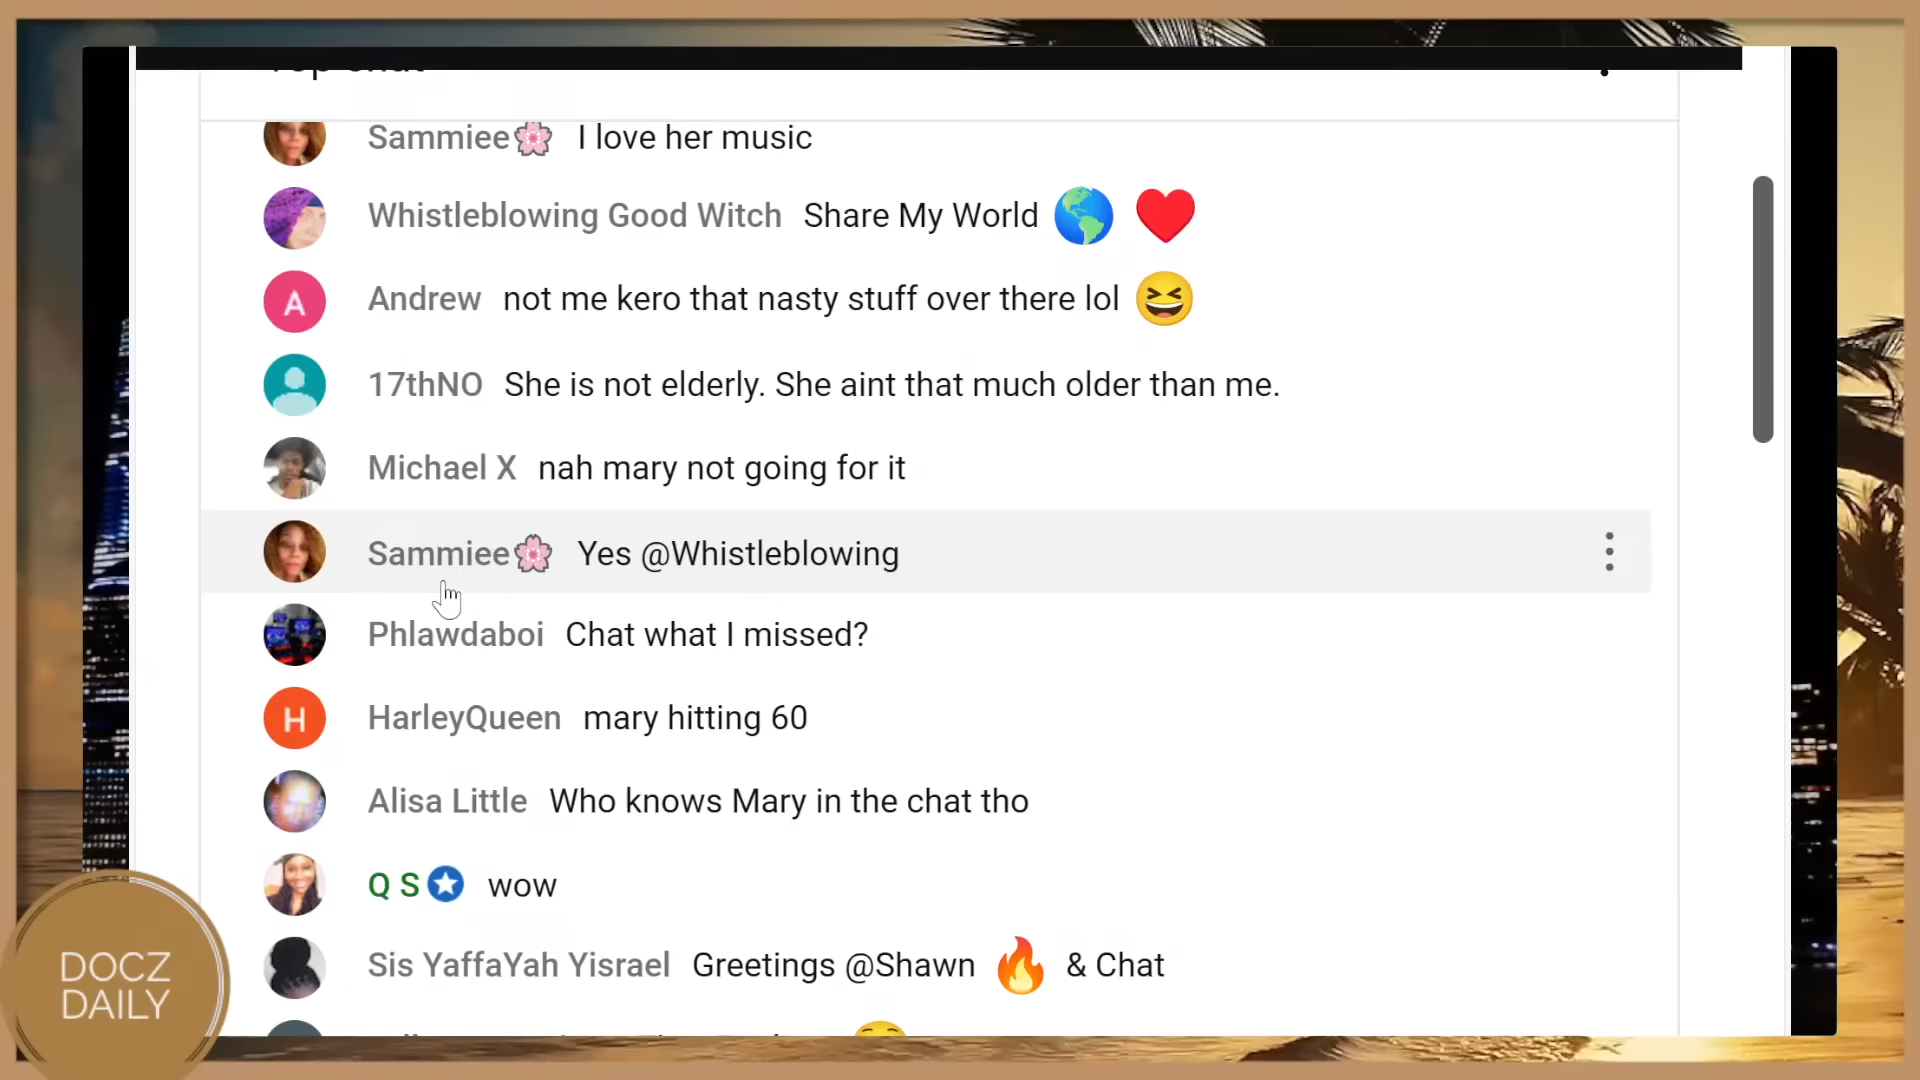 Top chat
Sammiee🌸 I love her music
Whistleblowing Good Witch Share My World 🌎 ❤️
Andrew not me kero that nasty stuff over there lol 😆
A
17thNO She is not elderly. She aint that much older than me.
Michael X nah mary not going for it
Sammiee🌸 Yes @Whistleblowing
Phlawdaboi Chat what I missed?
H
HarleyQueen mary hitting 60
Alisa Little Who knows Mary in the chat tho
Q S wow
Sis YaffaYah Yisrael Greetings @Shawn 🔥 & Chat
DOCZ
DAILY